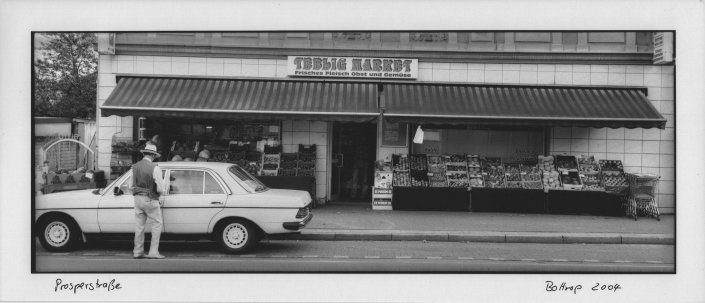 TEBLIG MARKET
Frisches Fleisch Obst und Gemüse
Prosperstraße
Bottrop 2004